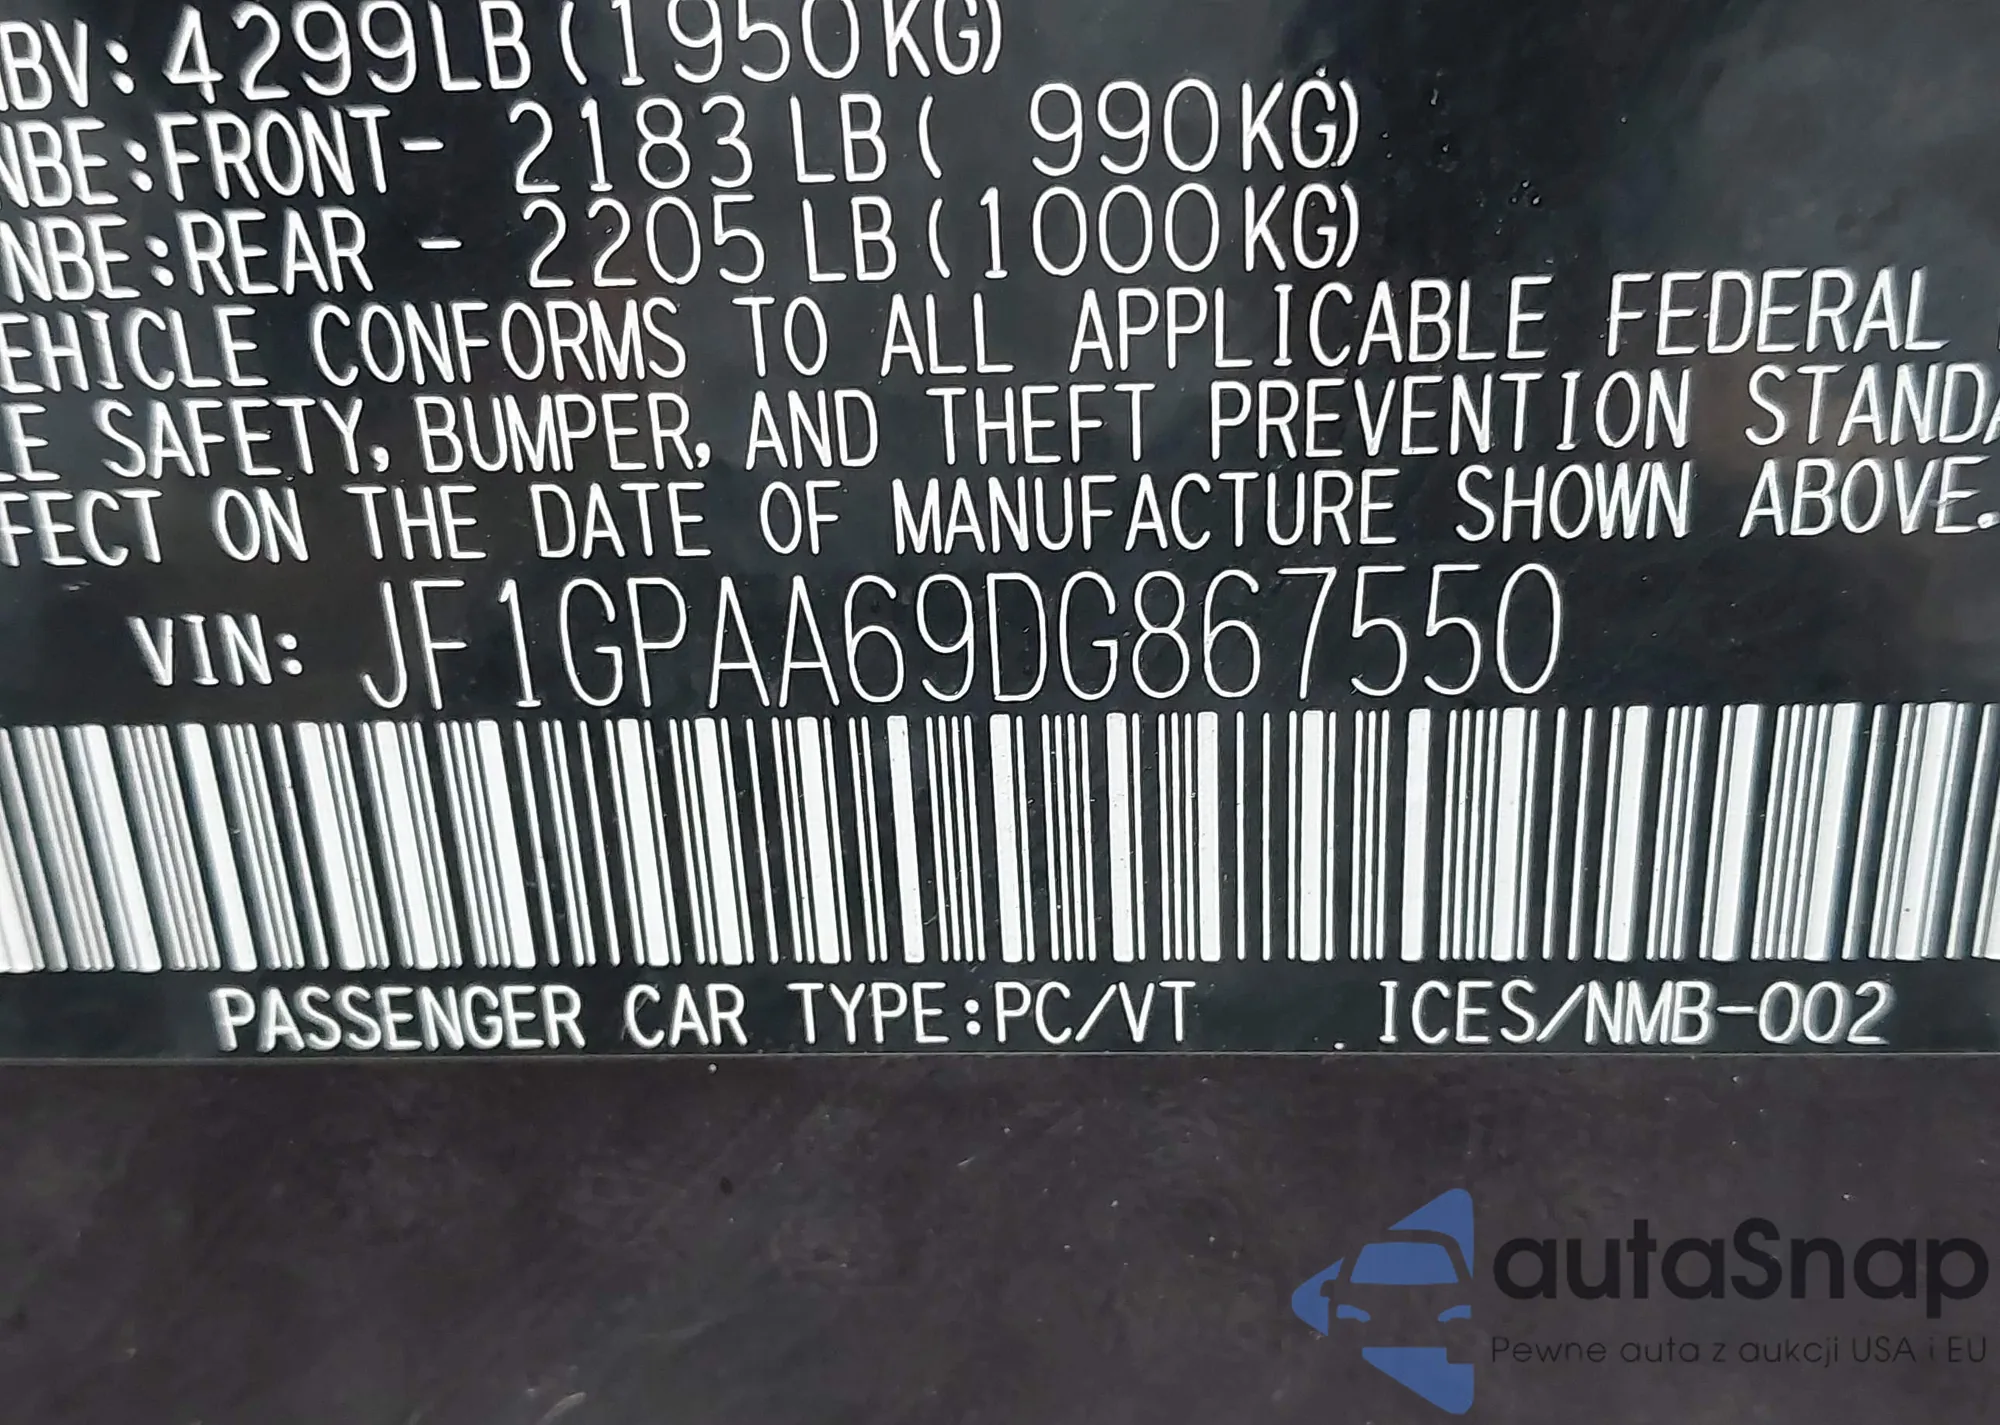 BV: 4299LB (1950KG)
NBE:FRONT- 2183 LB ( 990KG)
NBE:REAR - 2205 LB (1000KG)
EHICLE CONFORMS TO ALL APPLICABLE FEDERAL
E SAFETY, BUMPER, AND THEFT PREVENTION STANDA
FECT ON THE DATE OF MANUFACTURE SHOWN ABOVE.
VIN: JF1GPAA69DG867550
PASSENGER CAR TYPE:PC/VT ICES/NMB-002
autaSnap
Pewne auta z aukcji USA i EU